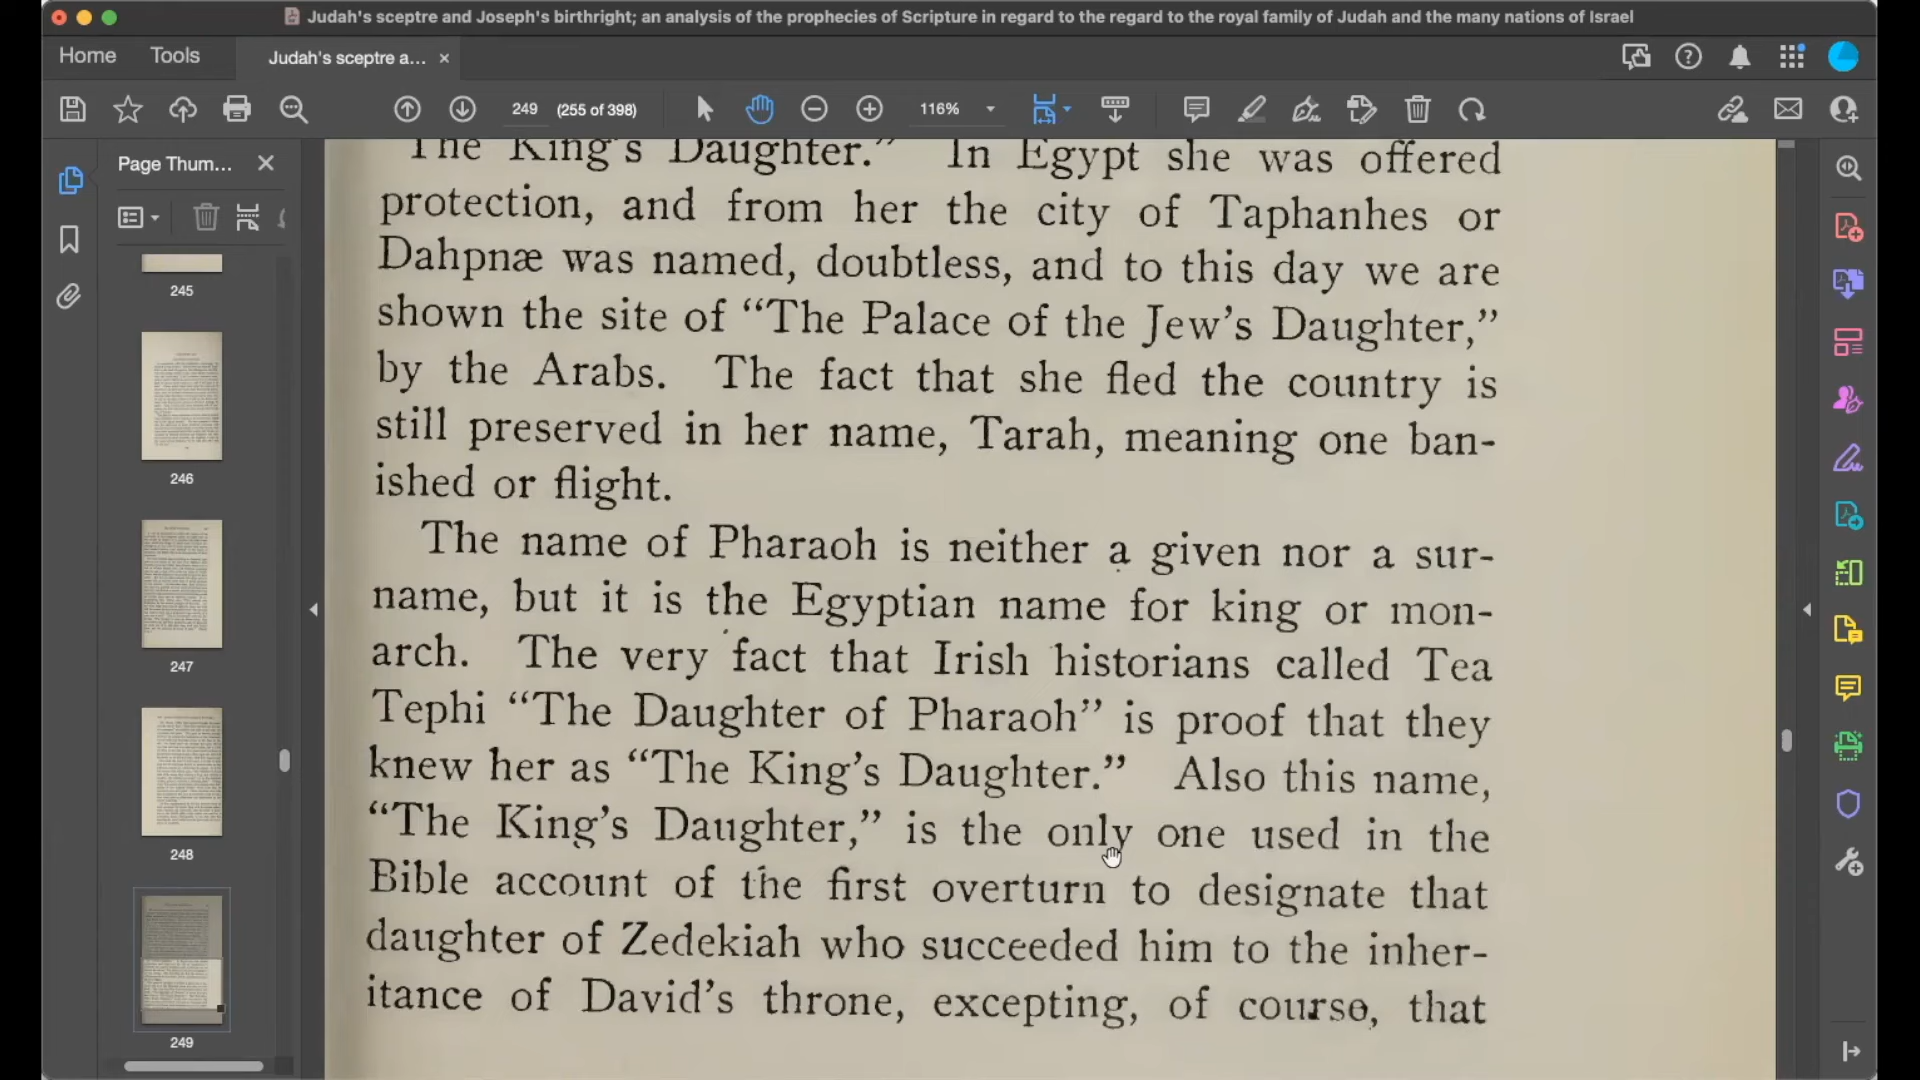 Judah's sceptre and Joseph's birthright; an analysis of the prophecies of Scripture in regard to the regard to the royal family of Judah and the many nations of Israel
Home Tools Judah's sceptre a... ×
249 (255 of 398) 116%
Page Thum...
245
246
247
248
249
The King's Daughter." In Egypt she was offered
protection, and from her the city of Taphanhes or
Dahpnæ was named, doubtless, and to this day we are
shown the site of "The Palace of the Jew's Daughter,"
by the Arabs. The fact that she fled the country is
still preserved in her name, Tarah, meaning one ban-
ished or flight.
The name of Pharaoh is neither a given nor a sur-
name, but it is the Egyptian name for king or mon-
arch. The very fact that Irish historians called Tea
Tephi "The Daughter of Pharaoh" is proof that they
knew her as "The King's Daughter." Also this name,
"The King's Daughter," is the only one used in the
Bible account of the first overturn to designate that
daughter of Zedekiah who succeeded him to the inher-
itance of David's throne, excepting, of course, that